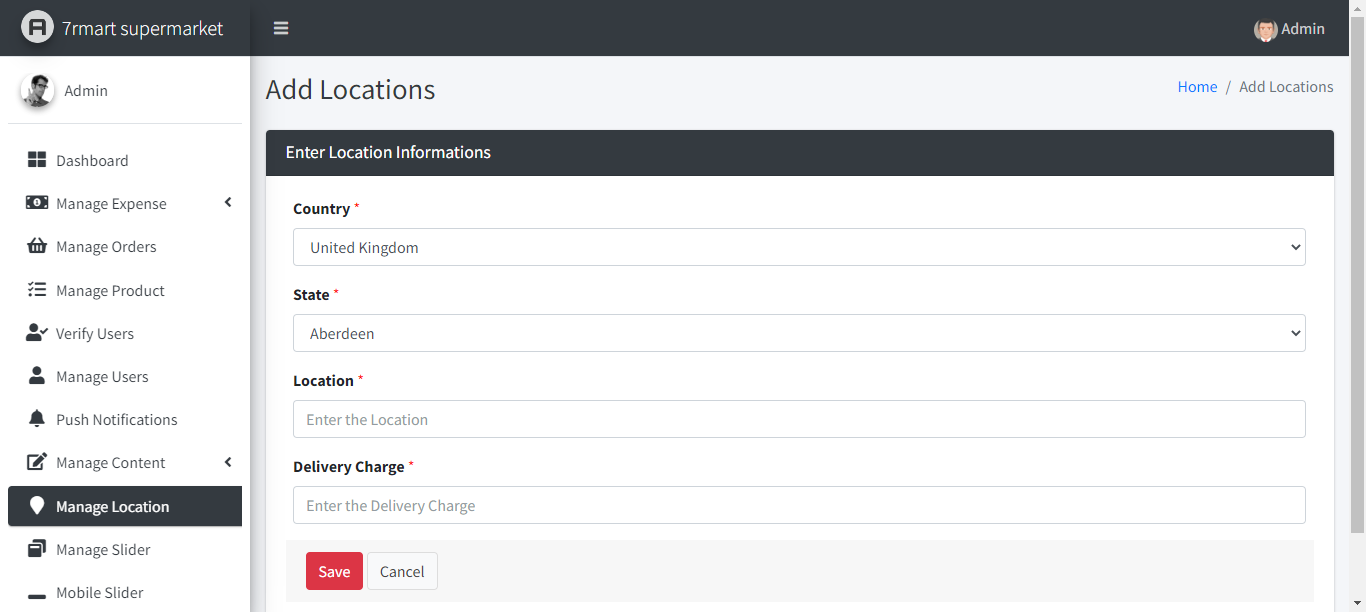 7rmart supermarket
Admin
Admin
Dashboard
Manage Expense
Manage Orders
Manage Product
Verify Users
Manage Users
Push Notifications
Manage Content
Manage Location
Manage Slider
Mobile Slider
Add Locations
Home / Add Locations
Enter Location Informations
Country *
United Kingdom
State *
Aberdeen
Location *
Enter the Location
Delivery Charge *
Enter the Delivery Charge
Save Cancel